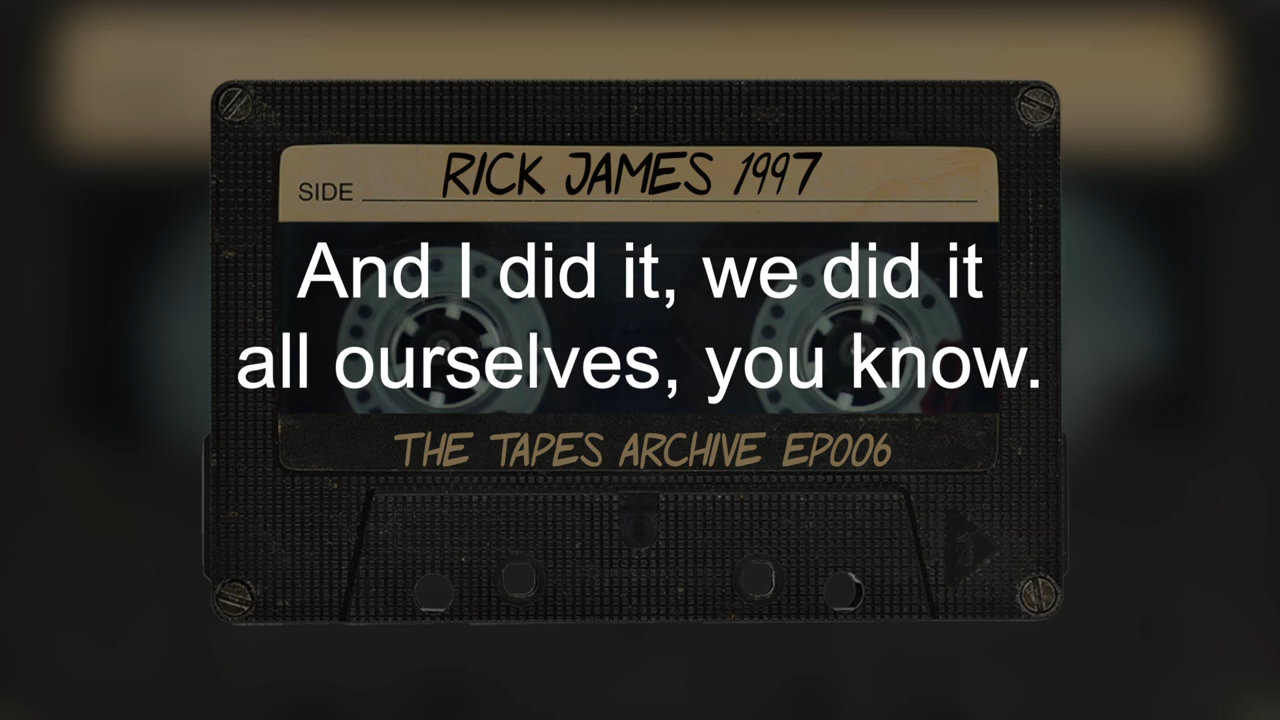 RICK JAMES 1997
SIDE
And I did it, we did it
all ourselves, you know.
THE TAPES ARCHIVE EP006